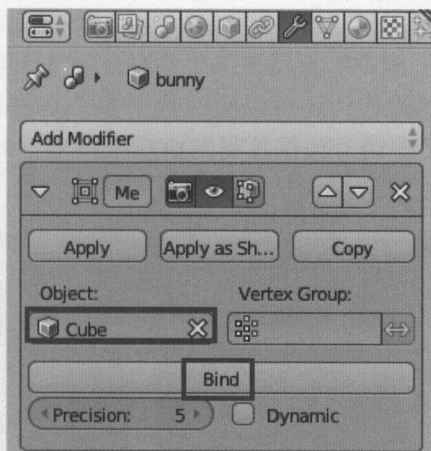 bunny
Add Modifier
Me
Apply
Apply as Sh...
Copy
Object:
Vertex Group:
Cube
Bind
Precision: 5
Dynamic